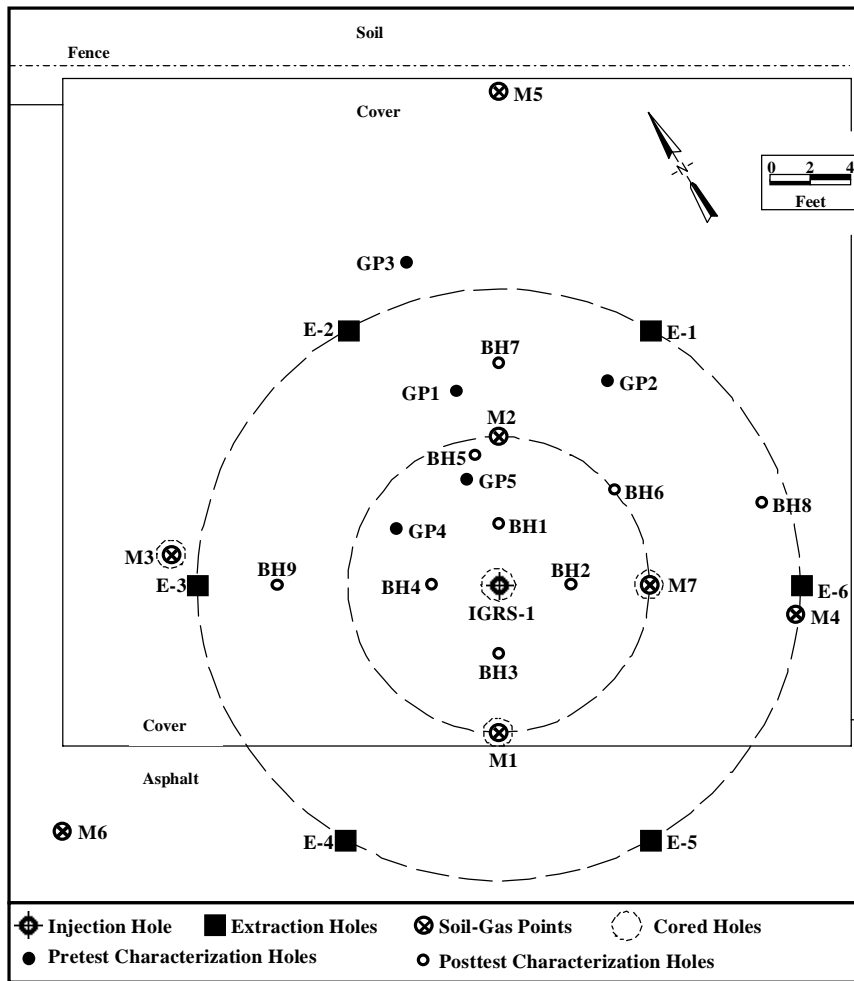 Soil
Fence
M5
Cover
N
0 2 4
Feet
GP3
E-2
E-1
BH7
GP1
GP2
M2
BH5
GP5
BH6
BH8
BH1
GP4
M3
E-3
BH9
BH4
BH2
M7
E-6
IGRS-1
M4
BH3
Cover
M1
Asphalt
M6
E-4
E-5
Injection Hole Extraction Holes Soil-Gas Points Cored Holes
Pretest Characterization Holes Posttest Characterization Holes